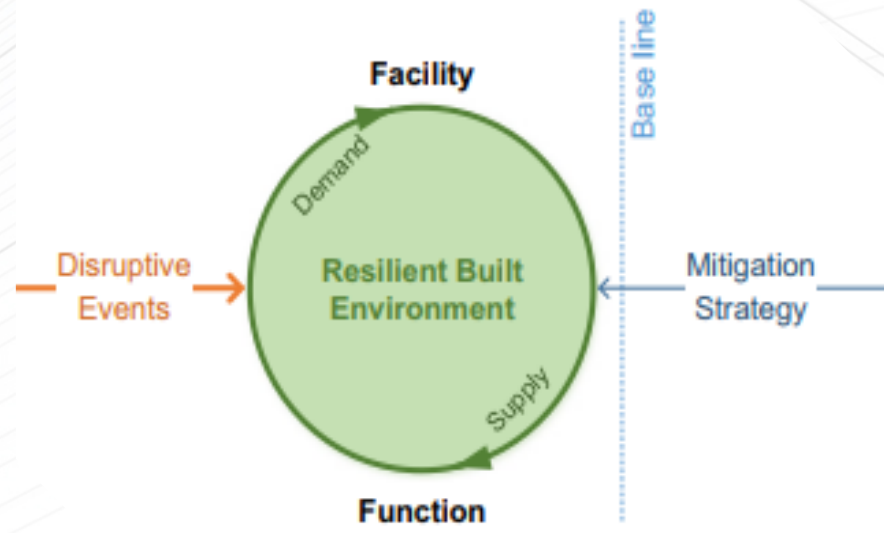 Facility
Base line
Demand
Disruptive
Events
Resilient Built
Environment
Mitigation
Strategy
Supply
Function